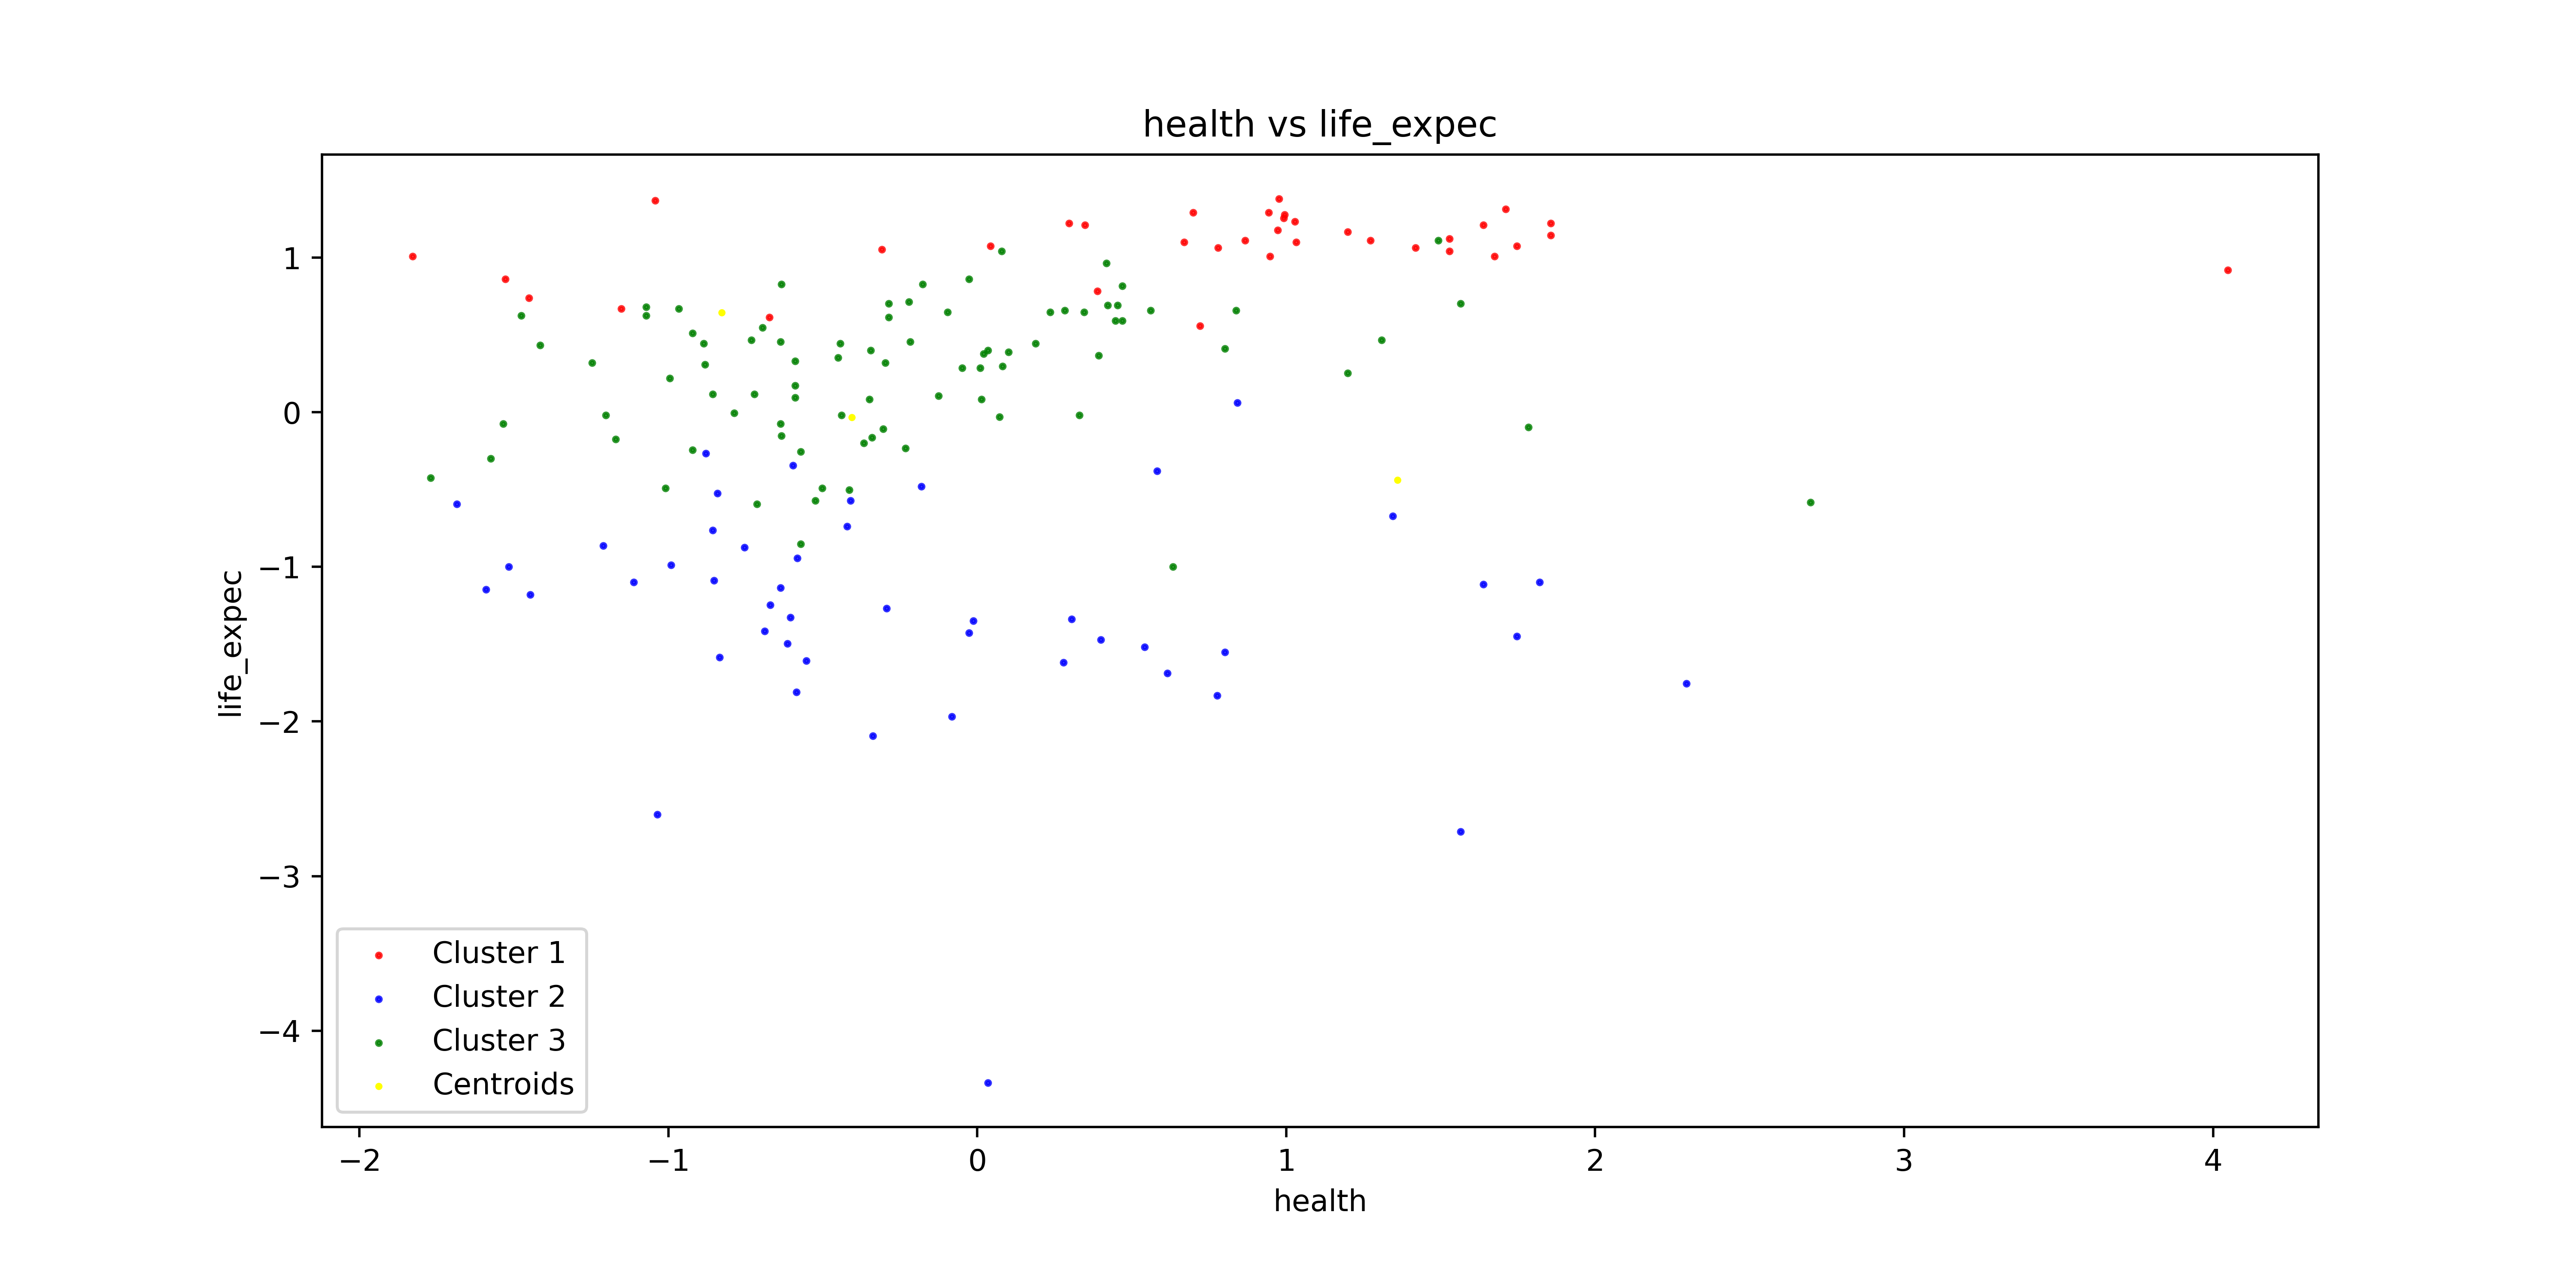 health vs life_expec
life_expec
1
0
−1
−2
−3
−4
Cluster 1
Cluster 2
Cluster 3
Centroids
−2 −1 0 1 2 3 4
health